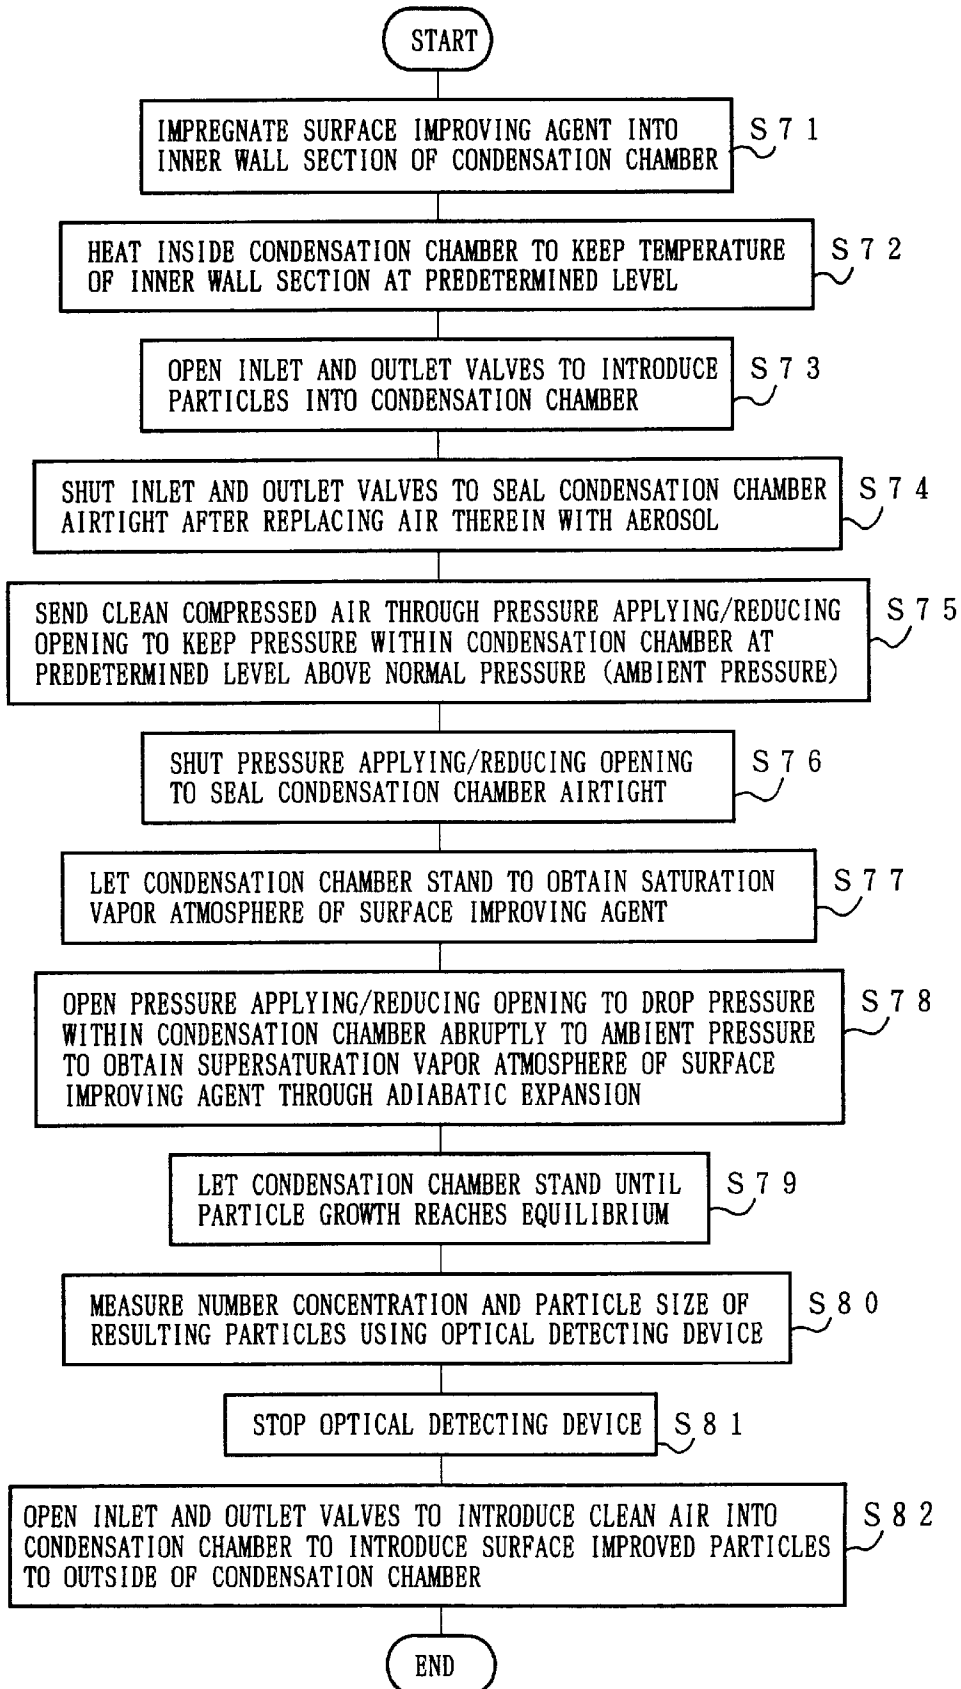 START
IMPREGNATE SURFACE IMPROVING AGENT INTO
INNER WALL SECTION OF CONDENSATION CHAMBER
S71
HEAT INSIDE CONDENSATION CHAMBER TO KEEP TEMPERATURE
OF INNER WALL SECTION AT PREDETERMINED LEVEL
S72
OPEN INLET AND OUTLET VALVES TO INTRODUCE
PARTICLES INTO CONDENSATION CHAMBER
S73
SHUT INLET AND OUTLET VALVES TO SEAL CONDENSATION CHAMBER
AIRTIGHT AFTER REPLACING AIR THEREIN WITH AEROSOL
S74
SEND CLEAN COMPRESSED AIR THROUGH PRESSURE APPLYING/REDUCING
OPENING TO KEEP PRESSURE WITHIN CONDENSATION CHAMBER AT
PREDETERMINED LEVEL ABOVE NORMAL PRESSURE (AMBIENT PRESSURE)
S75
SHUT PRESSURE APPLYING/REDUCING OPENING
TO SEAL CONDENSATION CHAMBER AIRTIGHT
S76
LET CONDENSATION CHAMBER STAND TO OBTAIN SATURATION
VAPOR ATMOSPHERE OF SURFACE IMPROVING AGENT
S77
OPEN PRESSURE APPLYING/REDUCING OPENING TO DROP PRESSURE
WITHIN CONDENSATION CHAMBER ABRUPTLY TO AMBIENT PRESSURE
TO OBTAIN SUPERSATURATION VAPOR ATMOSPHERE OF SURFACE
IMPROVING AGENT THROUGH ADIABATIC EXPANSION
S78
LET CONDENSATION CHAMBER STAND UNTIL
PARTICLE GROWTH REACHES EQUILIBRIUM
S79
MEASURE NUMBER CONCENTRATION AND PARTICLE SIZE OF
RESULTING PARTICLES USING OPTICAL DETECTING DEVICE
S80
STOP OPTICAL DETECTING DEVICE
S81
OPEN INLET AND OUTLET VALVES TO INTRODUCE CLEAN AIR INTO
CONDENSATION CHAMBER TO INTRODUCE SURFACE IMPROVED PARTICLES
TO OUTSIDE OF CONDENSATION CHAMBER
S82
END